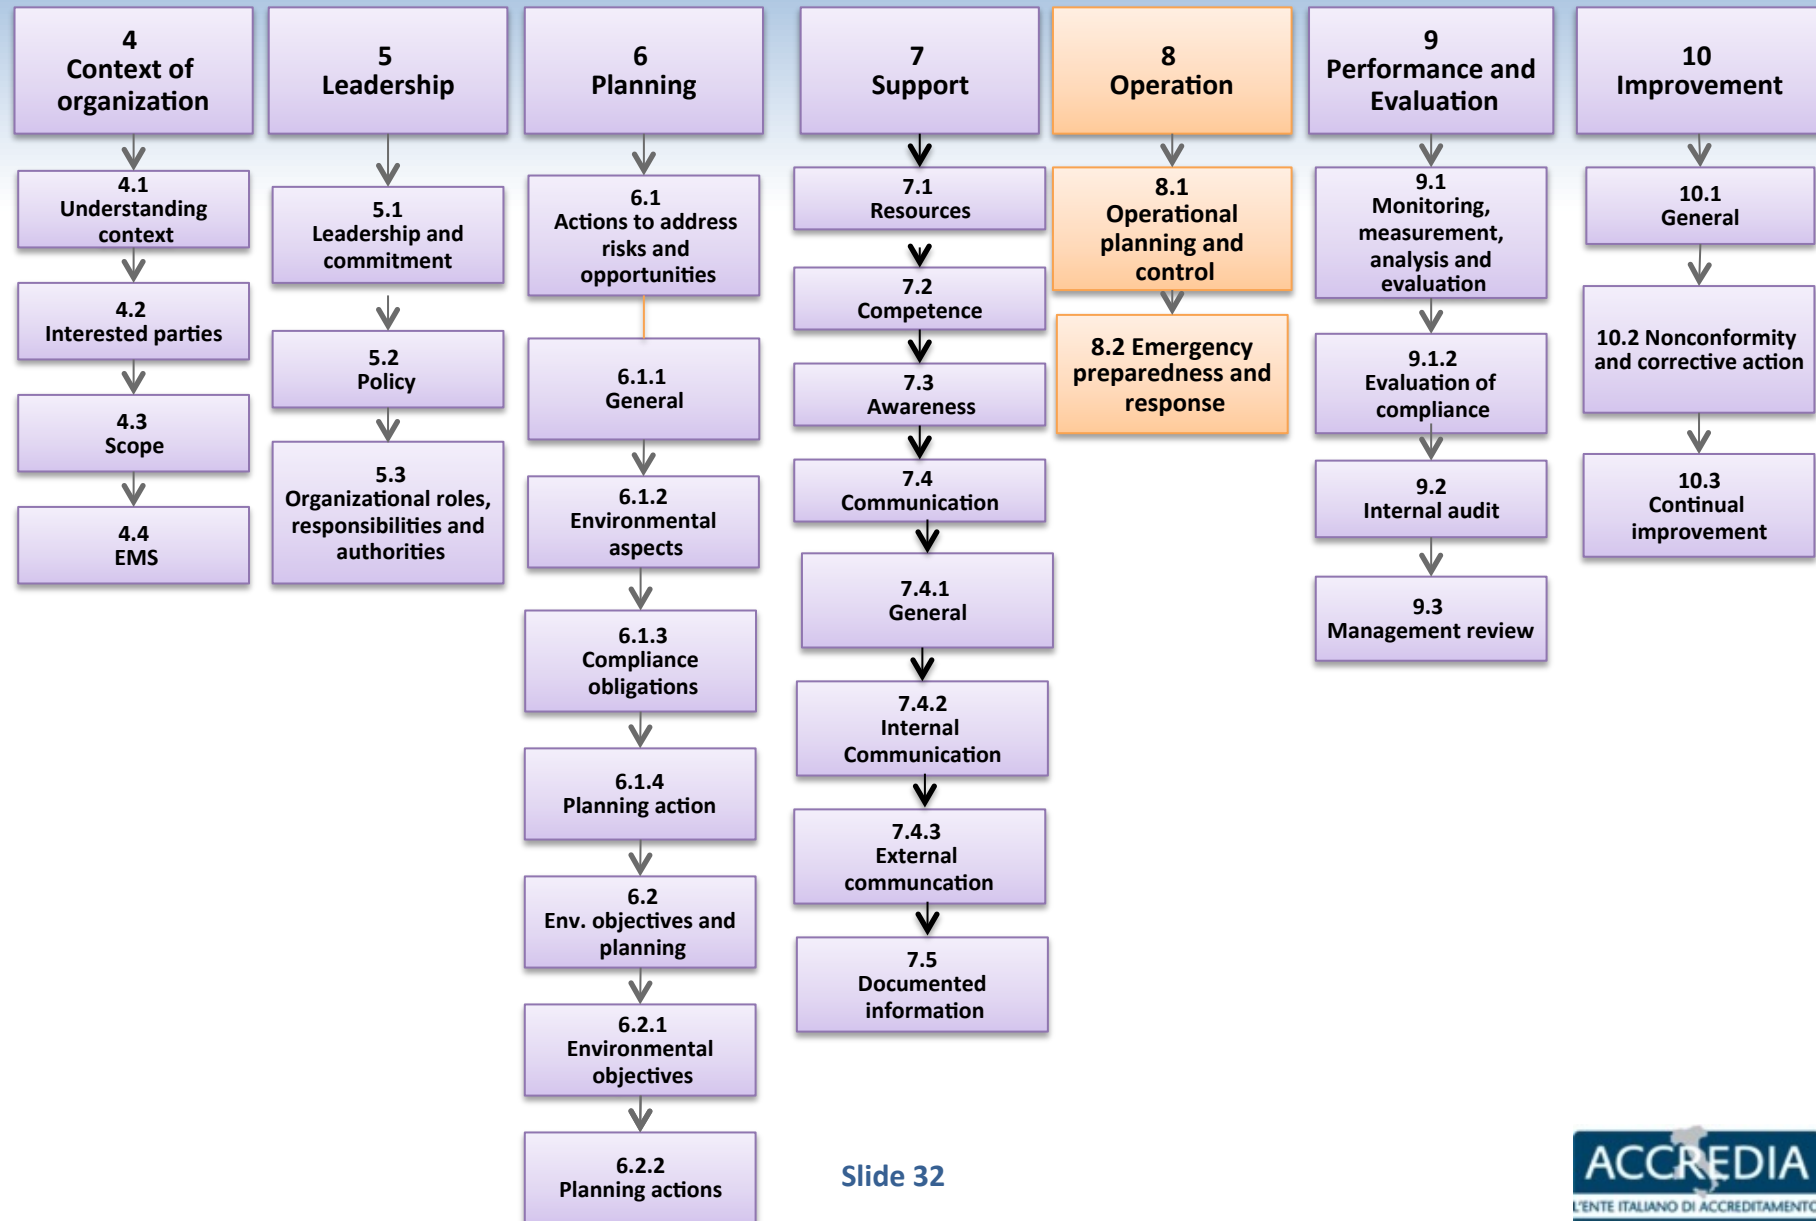 4
Context of
organization
4.1
Understanding
context
4.2
Interested parties
4.3
Scope
4.4
EMS
5
Leadership
5.1
Leadership and
commitment
5.2
Policy
5.3
Organizational roles,
responsibilities and
authorities
6
Planning
6.1
Actions to address
risks and
opportunities
6.1.1
General
6.1.2
Environmental
aspects
6.1.3
Compliance
obligations
6.1.4
Planning action
6.2
Env. objectives and
planning
6.2.1
Environmental
objectives
6.2.2
Planning actions
7
Support
7.1
Resources
7.2
Competence
7.3
Awareness
7.4
Communication
7.4.1
General
7.4.2
Internal
Communication
7.4.3
External
communcation
7.5
Documented
information
8
Operation
8.1
Operational
planning and
control
8.2 Emergency
preparedness and
response
9
Performance and
Evaluation
9.1
Monitoring,
measurement,
analysis and
evaluation
9.1.2
Evaluation of
compliance
9.2
Internal audit
9.3
Management review
10
Improvement
10.1
General
10.2 Nonconformity
and corrective action
10.3
Continual
improvement
Slide 32
ACCREDIA
L'ENTE ITALIANO DI ACCREDITAMENTO